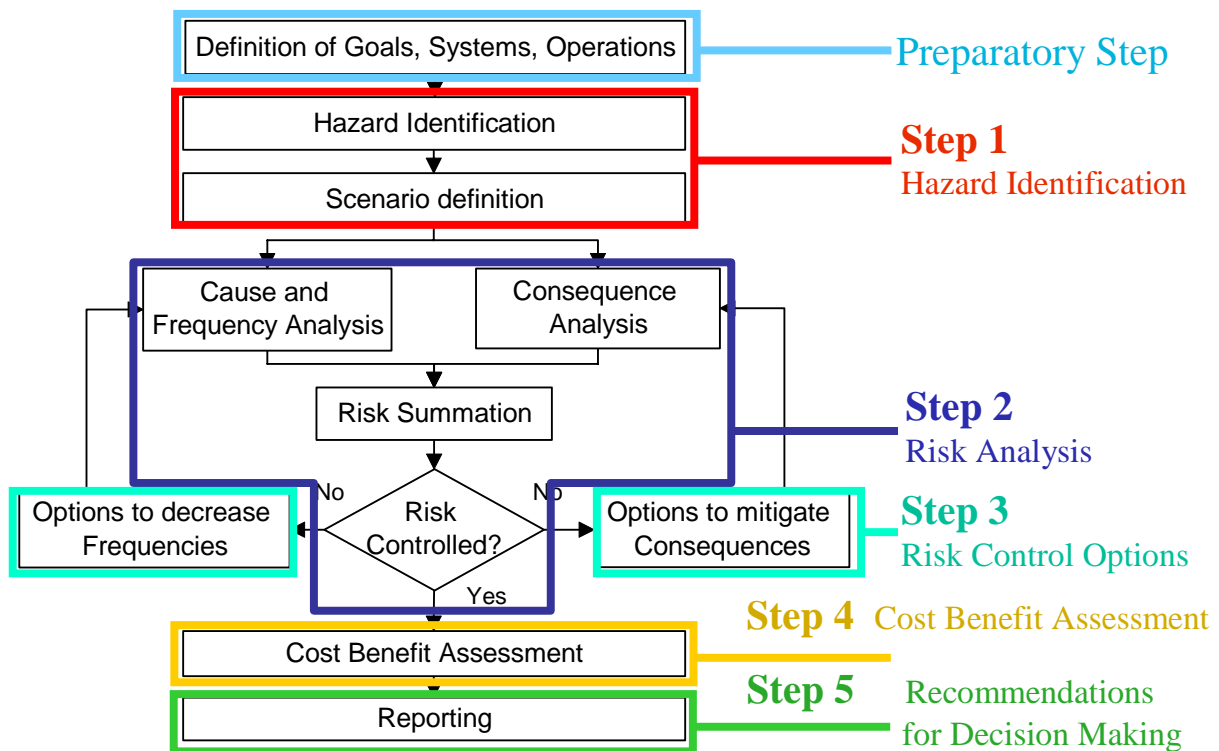 Definition of Goals, Systems, Operations
Preparatory Step
Hazard Identification
Step 1
Hazard Identification
Scenario definition
Cause and
Frequency Analysis
Consequence
Analysis
Risk Summation
Step 2
Risk Analysis
No
No
Options to decrease
Frequencies
Risk
Controlled?
Options to mitigate
Consequences
Step 3
Risk Control Options
Yes
Step 4 Cost Benefit Assessment
Cost Benefit Assessment
Step 5 Recommendations
for Decision Making
Reporting